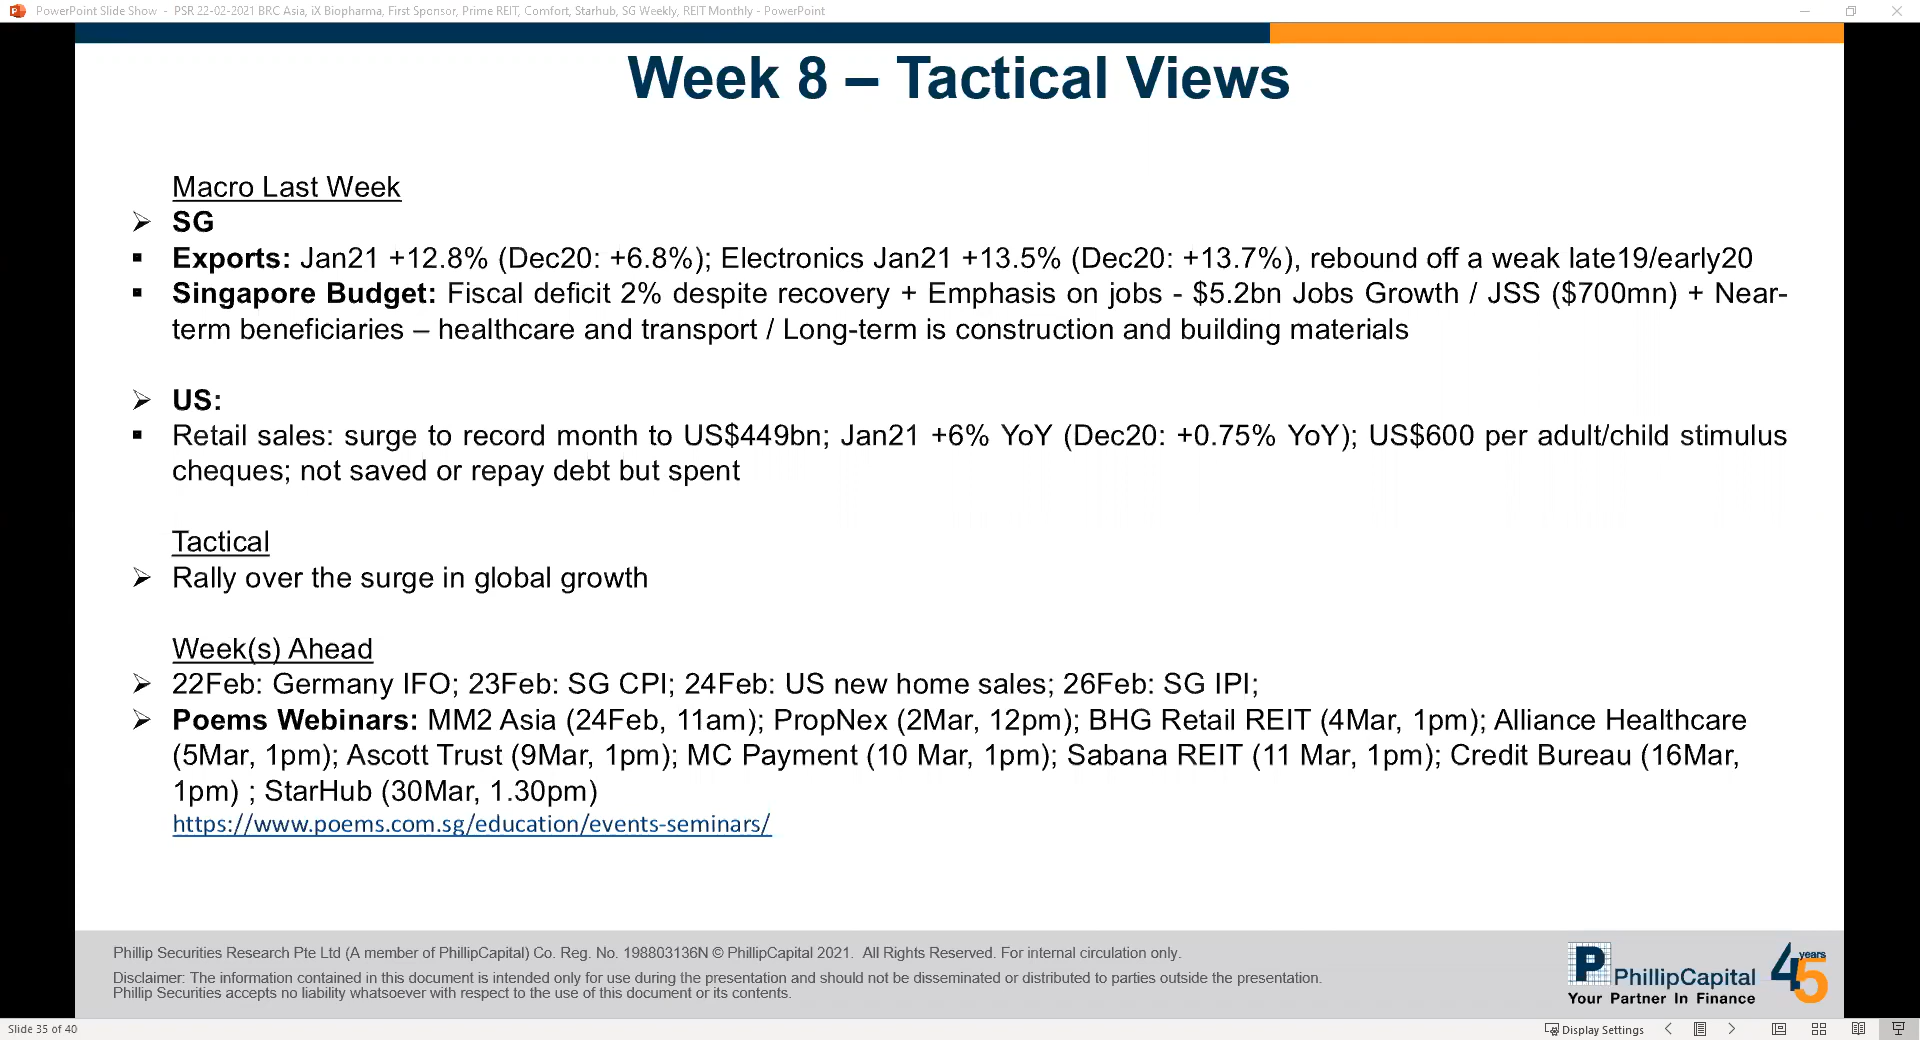 PowerPoint Slide Show - PSR 22-02-2021 BRC Asia, iX Biopharma, First Sponsor, Prime REIT, Comfort, Starhub, SG Weekly, REIT Monthly - PowerPoint
Week 8 – Tactical Views
Macro Last Week
➢ SG
▪ Exports: Jan21 +12.8% (Dec20: +6.8%); Electronics Jan21 +13.5% (Dec20: +13.7%), rebound off a weak late19/early20
▪ Singapore Budget: Fiscal deficit 2% despite recovery + Emphasis on jobs - $5.2bn Jobs Growth / JSS ($700mn) + Near-
term beneficiaries – healthcare and transport / Long-term is construction and building materials
➢ US:
▪ Retail sales: surge to record month to US$449bn; Jan21 +6% YoY (Dec20: +0.75% YoY); US$600 per adult/child stimulus
cheques; not saved or repay debt but spent
Tactical
➢ Rally over the surge in global growth
Week(s) Ahead
➢ 22Feb: Germany IFO; 23Feb: SG CPI; 24Feb: US new home sales; 26Feb: SG IPI;
➢ Poems Webinars: MM2 Asia (24Feb, 11am); PropNex (2Mar, 12pm); BHG Retail REIT (4Mar, 1pm); Alliance Healthcare
(5Mar, 1pm); Ascott Trust (9Mar, 1pm); MC Payment (10 Mar, 1pm); Sabana REIT (11 Mar, 1pm); Credit Bureau (16Mar,
1pm) ; StarHub (30Mar, 1.30pm)
https://www.poems.com.sg/education/events-seminars/
Phillip Securities Research Pte Ltd (A member of PhillipCapital) Co. Reg. No. 198803136N © PhillipCapital 2021. All Rights Reserved. For internal circulation only.
Disclaimer: The information contained in this document is intended only for use during the presentation and should not be disseminated or distributed to parties outside the presentation.
Phillip Securities accepts no liability whatsoever with respect to the use of this document or its contents.
P PhillipCapital
Your Partner In Finance
45 years
Slide 35 of 40
Display Settings